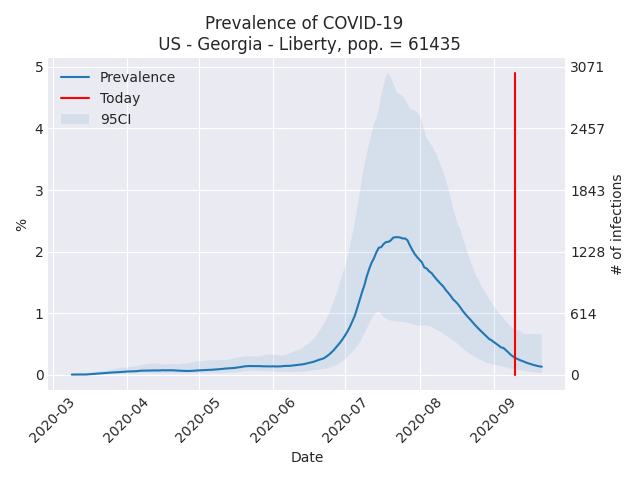 Prevalence of COVID-19
US - Georgia - Liberty, pop. = 61435
Prevalence
Today
95CI
5
4
3
2
1
0
%
3071
2457
1843
1228
614
0
# of infections
2020-03
2020-04
2020-05
2020-06
2020-07
2020-08
2020-09
Date